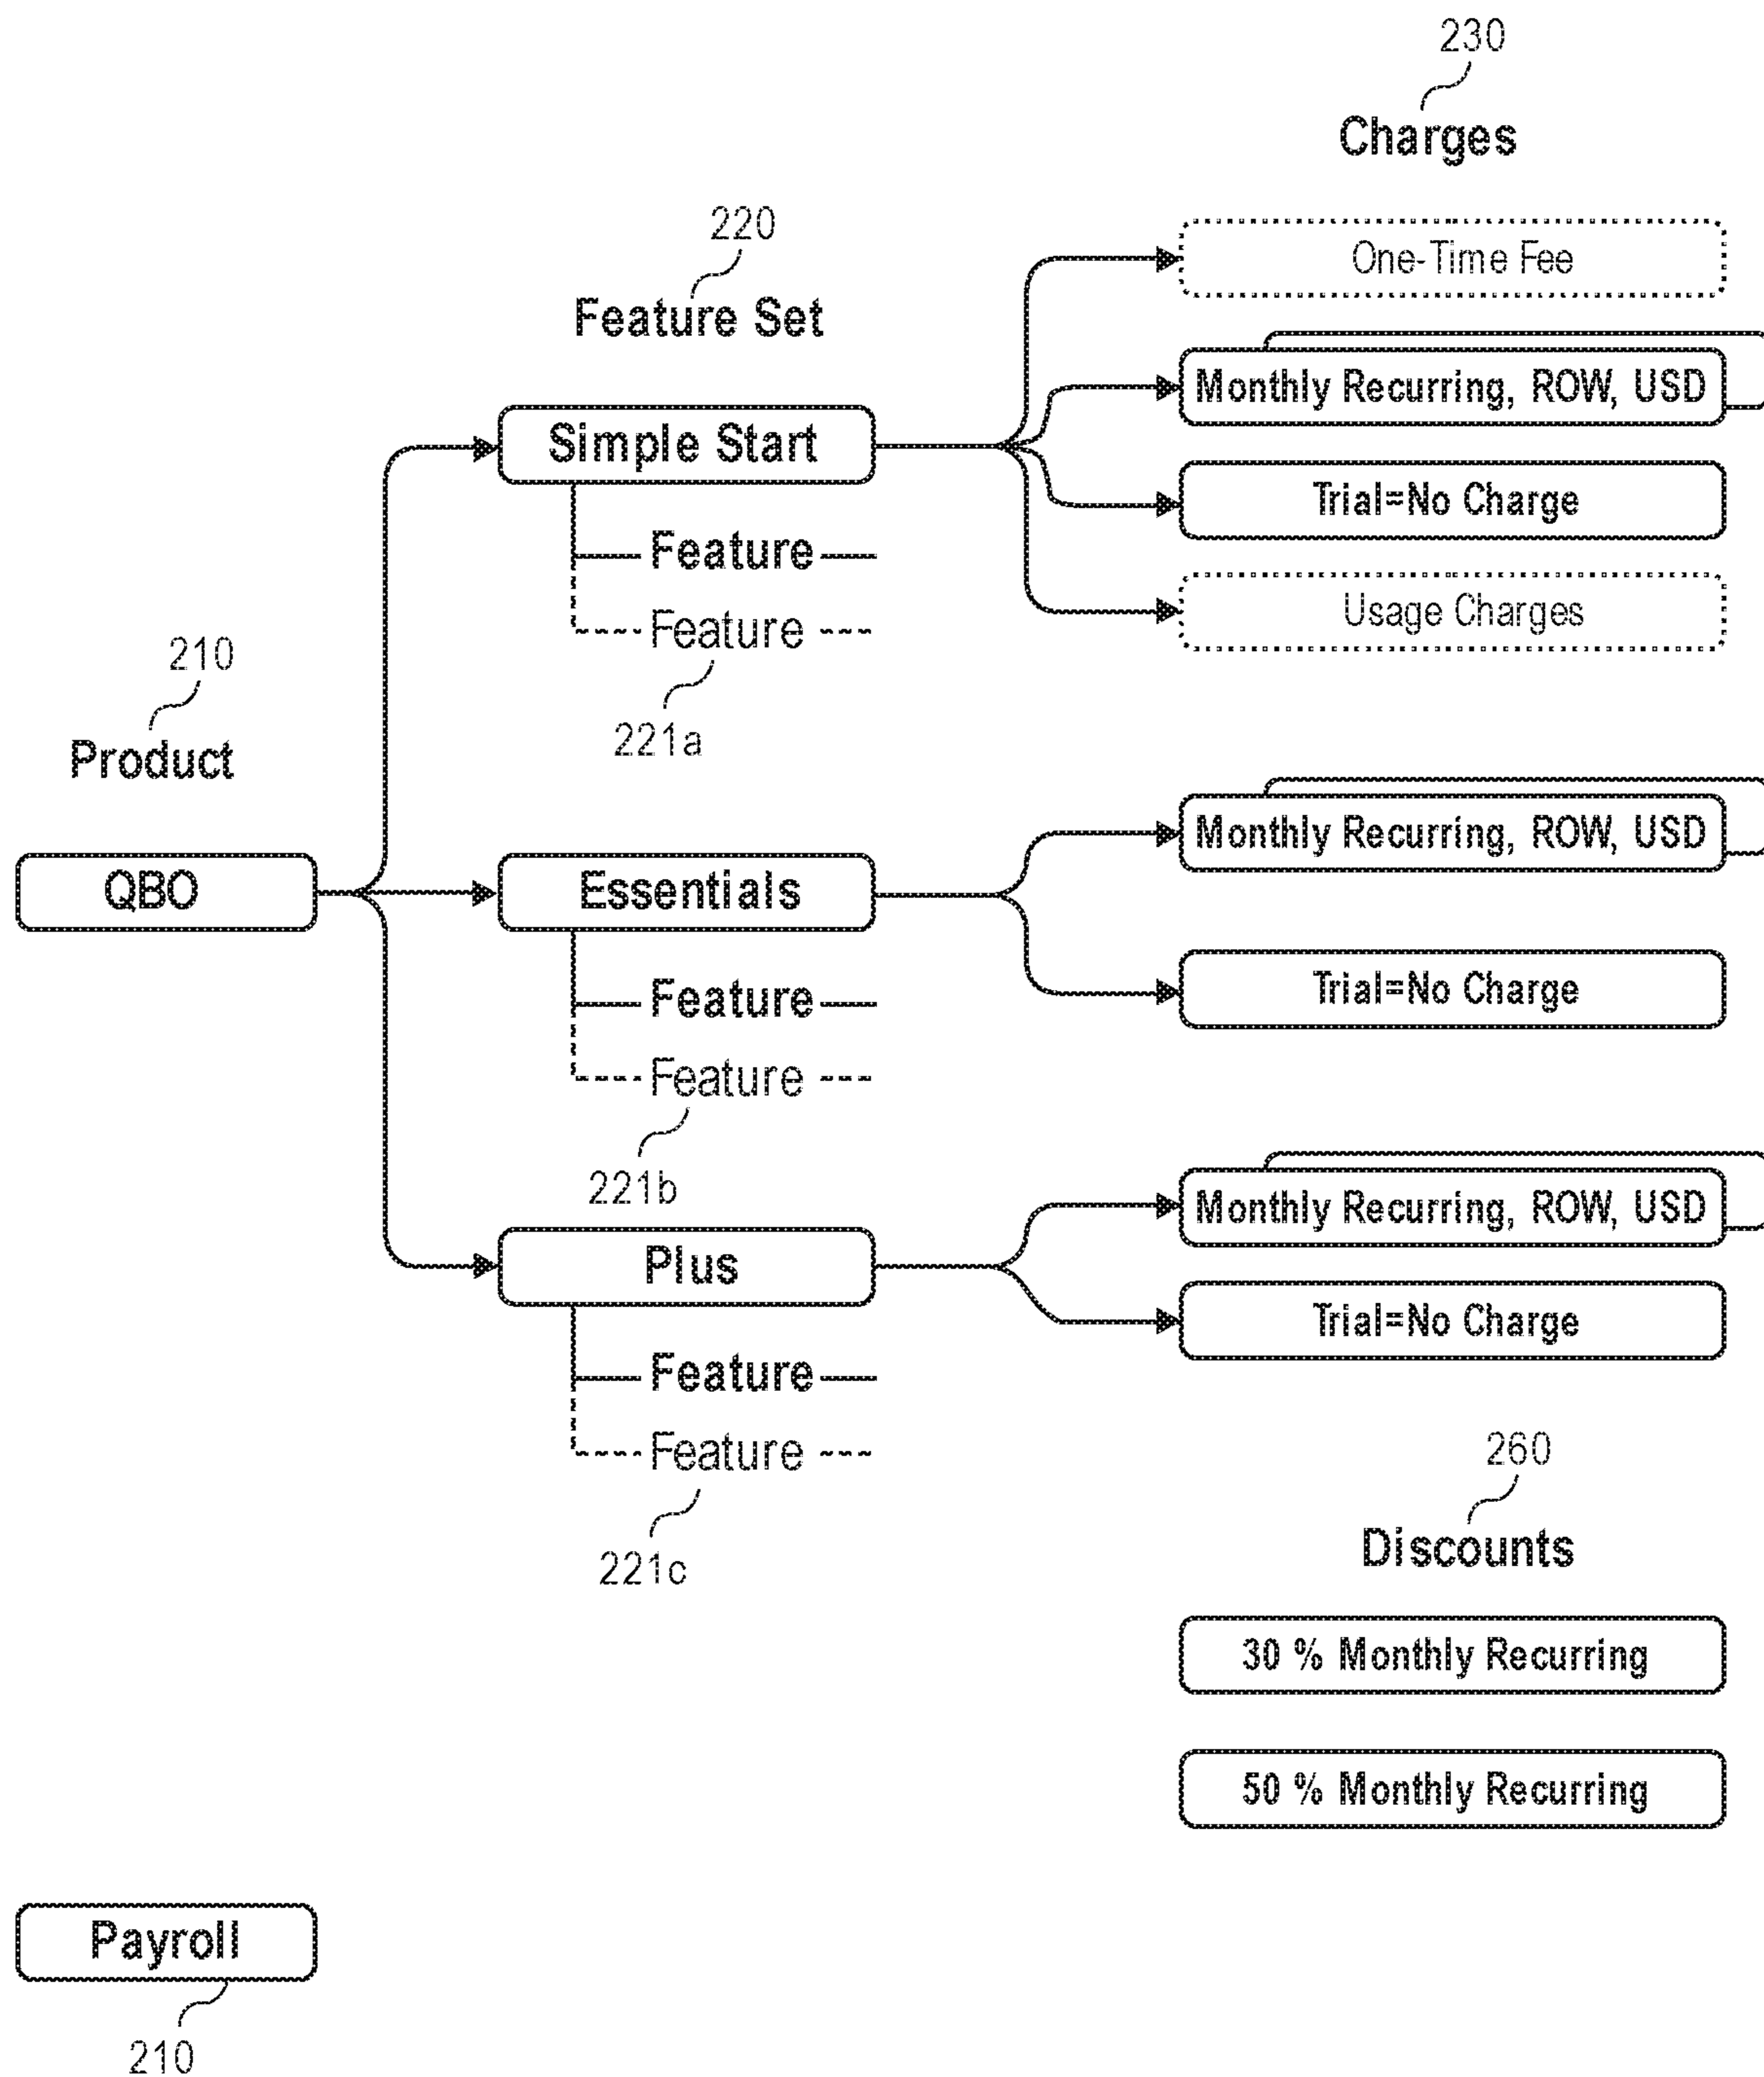 230
Charges
220
Feature Set
One-Time Fee
Monthly Recurring, ROW, USD
Simple Start
Trial=No Charge
Feature
Usage Charges
Feature
221a
210
Product
Monthly Recurring, ROW, USD
QBO
Essentials
Trial=No Charge
Feature
Feature
221b
Monthly Recurring, ROW, USD
Plus
Trial=No Charge
Feature
Feature
221c
260
Discounts
30 % Monthly Recurring
50 % Monthly Recurring
Payroll
210